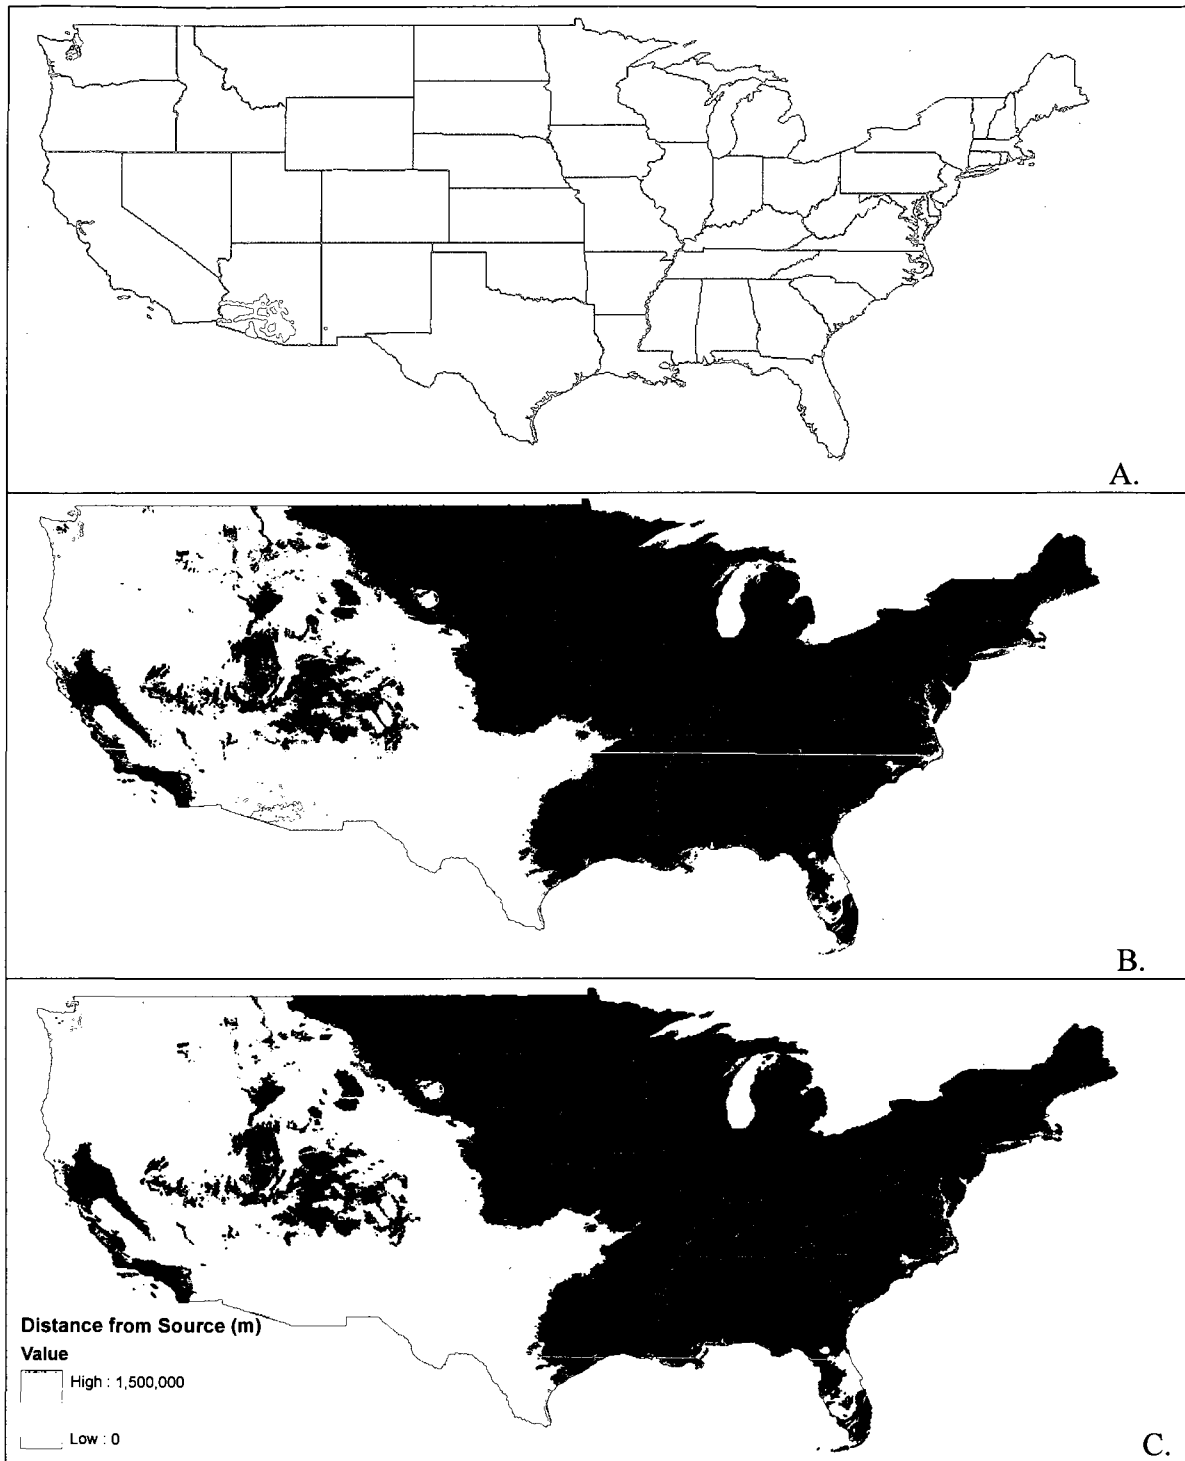 A.
B.
Distance from Source (m)
Value
High : 1,500,000
Low : 0
C.